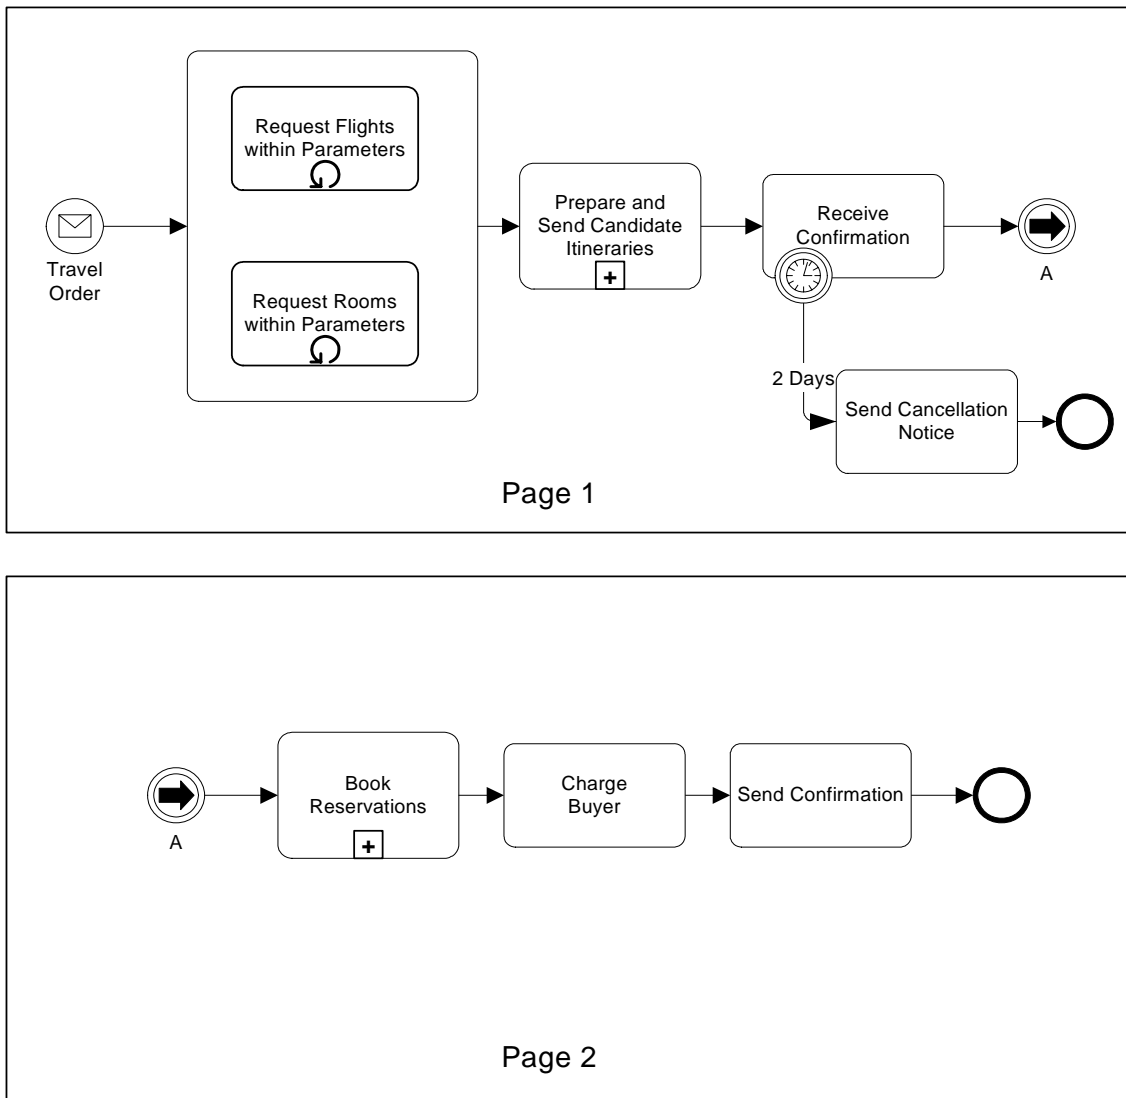 Request Flights
within Parameters
Travel
Order
Request Rooms
within Parameters
Prepare and
Send Candidate
Itineraries
+
Receive
Confirmation
A
2 Days
Send Cancellation
Notice
Page 1
A
Book
Reservations
+
Charge
Buyer
Send Confirmation
Page 2